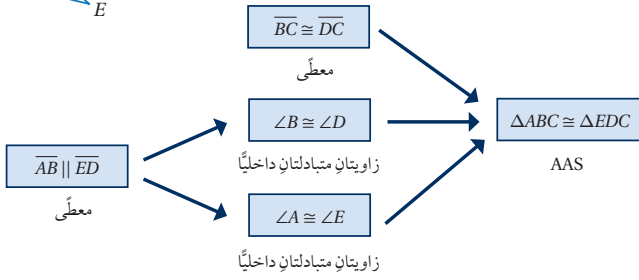 E
BC ≅ DC
معطًى
∠B ≅ ∠D
زاويتانِ متبادلتانِ داخليًّا
ΔABC ≅ ΔEDC
AAS
AB || ED
معطًى
∠A ≅ ∠E
زاويتانِ متبادلتانِ داخليًّا